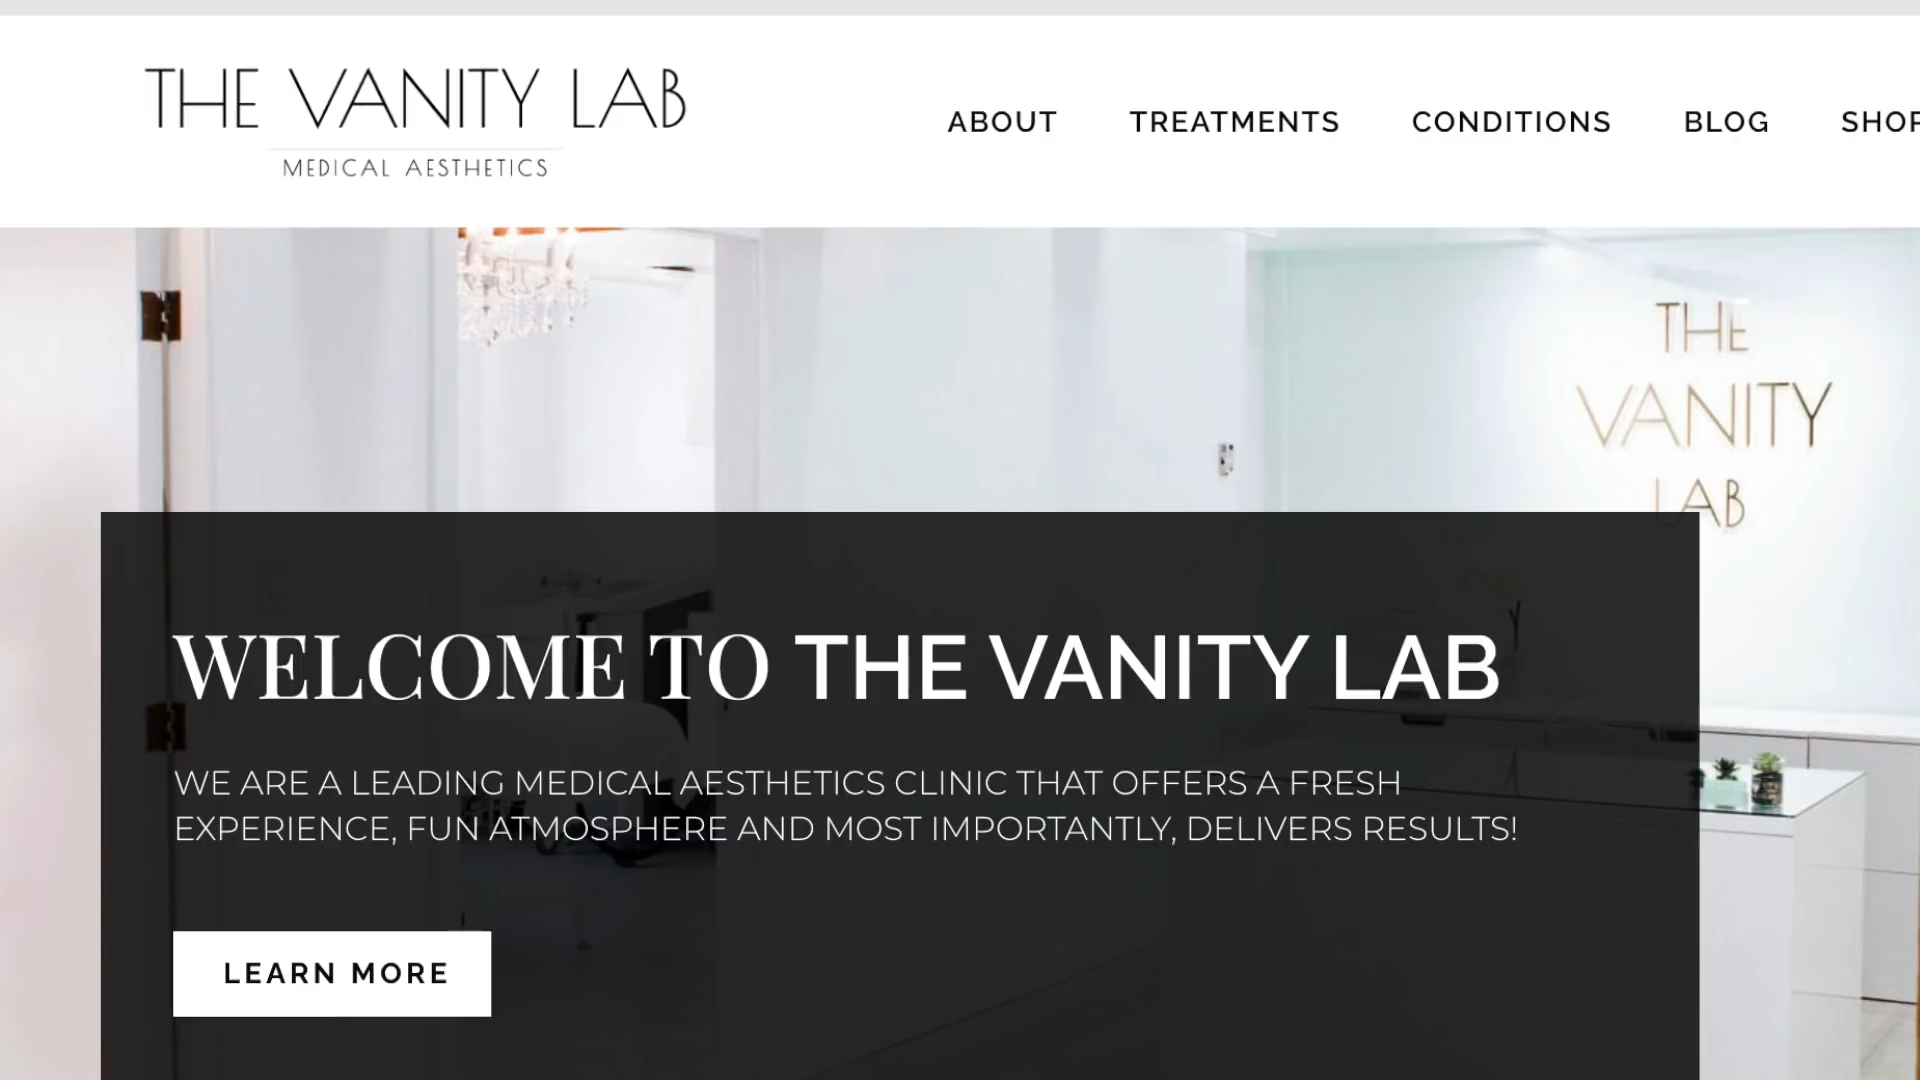 THE VANITY LAB
MEDICAL AESTHETICS
ABOUT TREATMENTS CONDITIONS BLOG SHOP
THE
VANITY
LAB
WELCOME TO THE VANITY LAB
WE ARE A LEADING MEDICAL AESTHETICS CLINIC THAT OFFERS A FRESH
EXPERIENCE, FUN ATMOSPHERE AND MOST IMPORTANTLY, DELIVERS RESULTS!
LEARN MORE